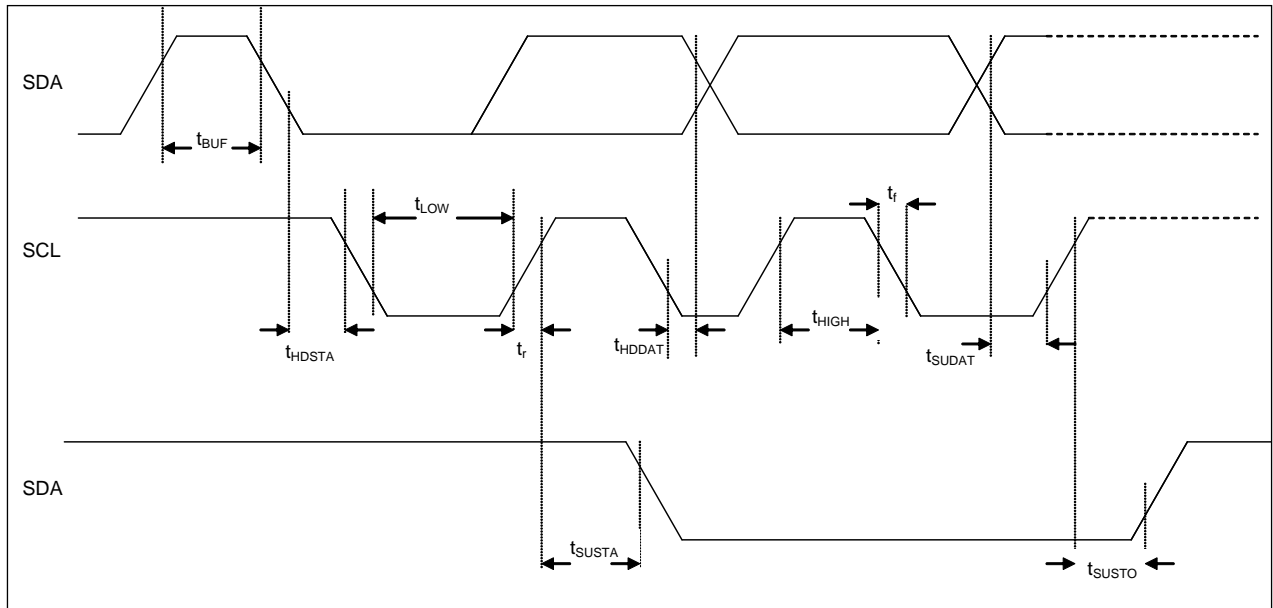 SDA
tBUF
tLOW
tf
SCL
tHDSTA
tr
tHDDAT
tHIGH
tSUDAT
SDA
tSUSTA
tSUSTO